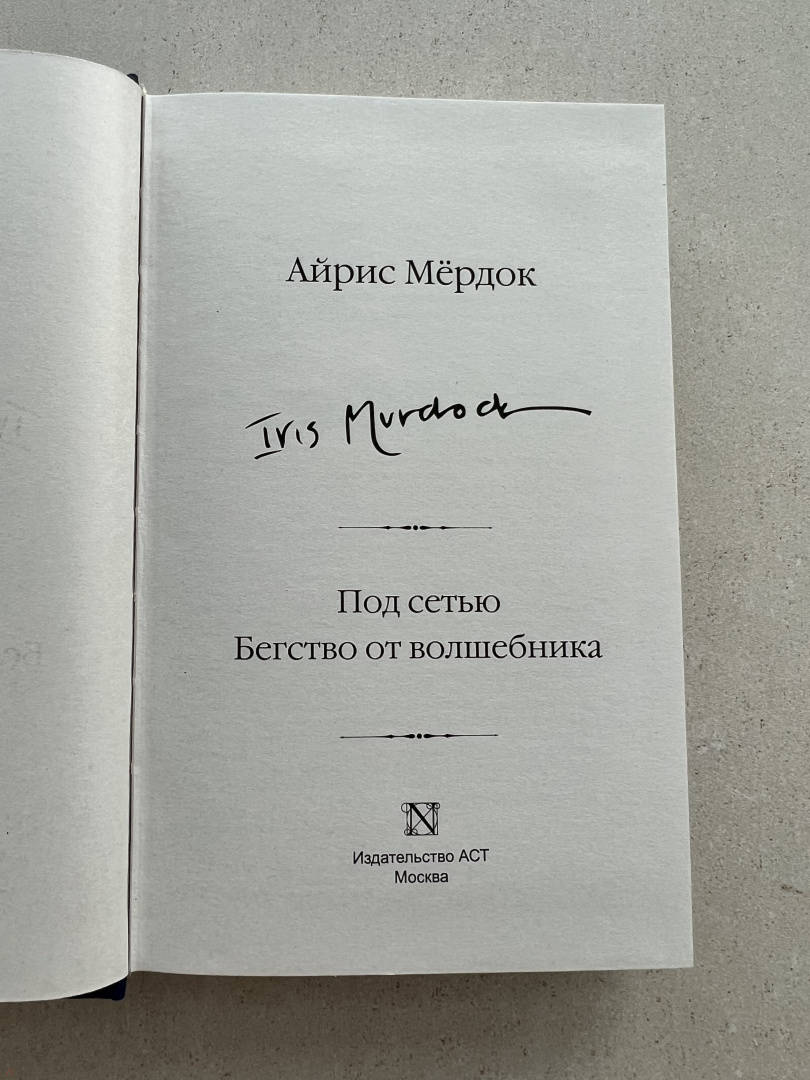 Айрис Мёрдок
Iris Murdoch
Под сетью
Бегство от волшебника
N
Издательство АСТ
Москва